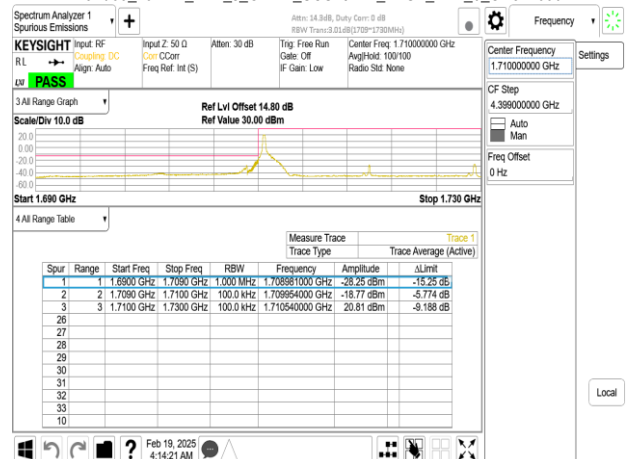 Spectrum Analyzer 1
Spurious Emissions
Attn: 14.8dB, Duty Corr: 0 dB
RBW Trans:3.01dB(1709~1730MHz)
Frequency
KEYSIGHT
RL
Align: Auto
LXI
PASS
Input: RF
Coupling: DC
Align: Auto
Input Z: 50 Ω
Corr CCorr
Freq Ref: Int (S)
Atten: 30 dB
Trig: Free Run
Gate: Off
IF Gain: Low
Center Freq: 1.710000000 GHz
Avg|Hold: 100/100
Radio Std: None
Center Frequency
1.710000000 GHz
Settings
CF Step
4.399000000 GHz
Auto
Man
Freq Offset
0 Hz
Local
3 All Range Graph
Scale/Div 10.0 dB
Ref Lvl Offset 14.80 dB
Ref Value 30.00 dBm
20.0
0.00
-20.0
-40.0
-60.0
Start 1.690 GHz
Stop 1.730 GHz
4 All Range Table
Measure Trace Trace 1
Trace Type Trace Average (Active)
Spur Range Start Freq Stop Freq RBW Frequency Amplitude ΔLimit
1 1 1.6900 GHz 1.7090 GHz 1.000 MHz 1.708981000 GHz -28.25 dBm -15.25 dB
2 2 1.7090 GHz 1.7100 GHz 100.0 kHz 1.709954000 GHz -18.77 dBm -5.774 dB
3 3 1.7100 GHz 1.7300 GHz 100.0 kHz 1.710540000 GHz 20.81 dBm -9.188 dB
26
27
28
29
30
31
32
33
10
Feb 19, 2025
4:14:21 AM